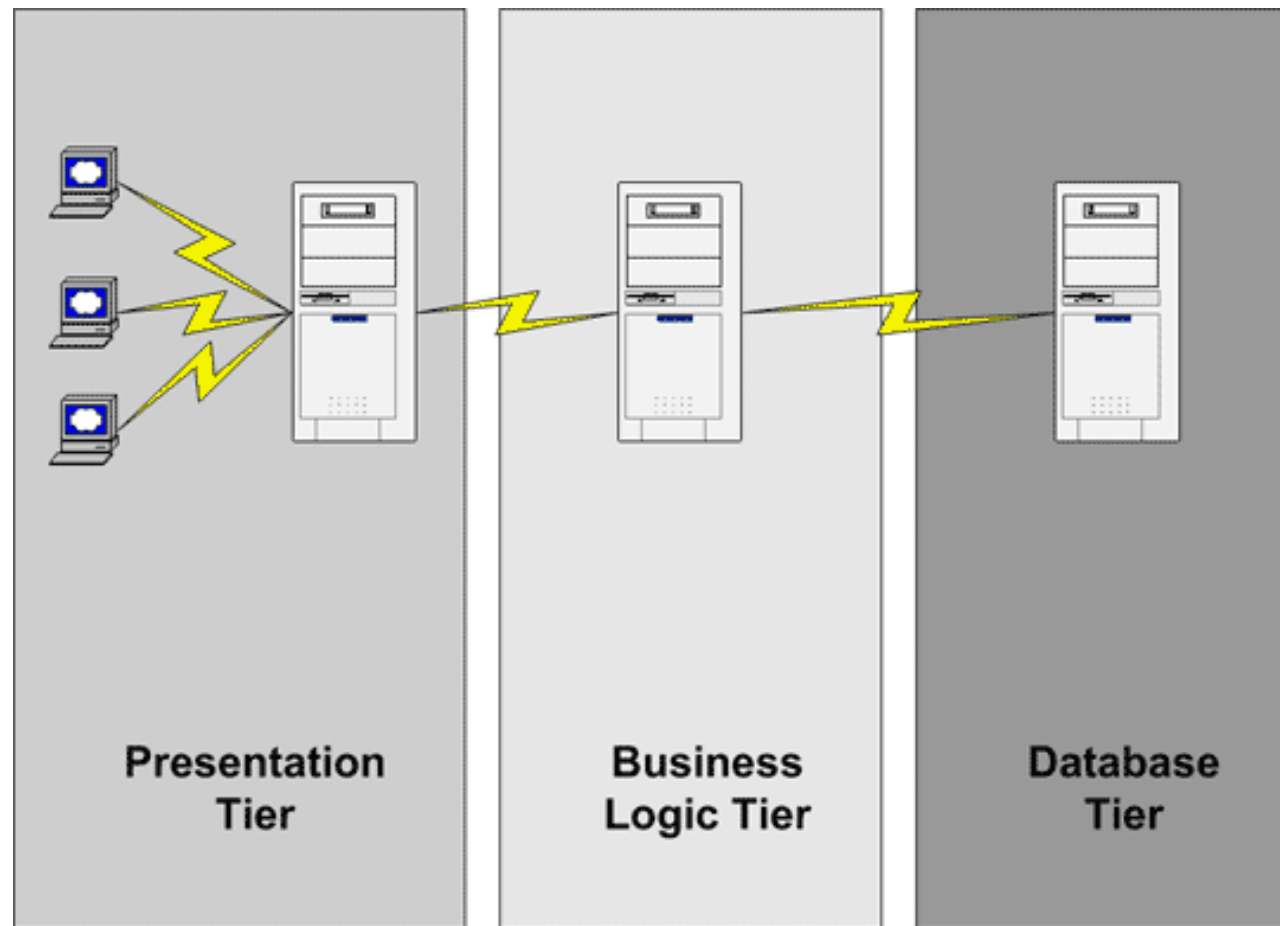 Presentation
Tier
Business
Logic Tier
Database
Tier